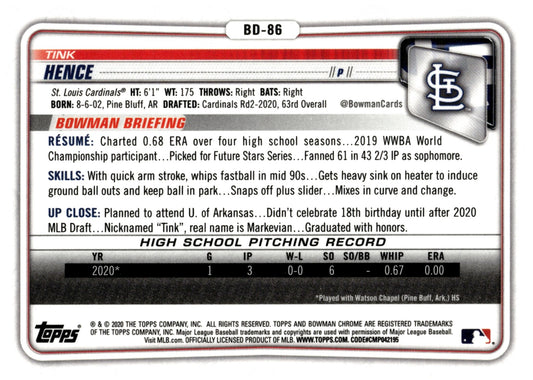 BD-86
TINK
HENCE // P //
St. Louis Cardinals® HT: 6'1" WT: 175 THROWS: Right BATS: Right
BORN: 8-6-02, Pine Bluff, AR DRAFTED: Cardinals Rd2-2020, 63rd Overall @BowmanCards
STL
BOWMAN BRIEFING
RÉSUMÉ: Charted 0.68 ERA over four high school seasons...2019 WWBA World
Championship participant...Picked for Future Stars Series...Fanned 61 in 43 2/3 IP as sophomore.
SKILLS: With quick arm stroke, whips fastball in mid 90s...Gets heavy sink on heater to induce
ground ball outs and keep ball in park...Snaps off plus slider...Mixes in curve and change.
UP CLOSE: Planned to attend U. of Arkansas...Didn't celebrate 18th birthday until after 2020
MLB Draft...Nicknamed "Tink", real name is Markevian...Graduated with honors.
HIGH SCHOOL PITCHING RECORD
YR G IP W-L SO SO/BB WHIP ERA
2020* 1 3 0-0 6 - 0.67 0.00
*Played with Watson Chapel (Pine Buff, Ark.) HS
Topps
® & © 2020 THE TOPPS COMPANY, INC. ALL RIGHTS RESERVED. TOPPS AND BOWMAN CHROME ARE REGISTERED TRADEMARKS
OF THE TOPPS COMPANY, INC. Major League Baseball trademarks and copyrights are used with permission of Major League Baseball.
Visit MLB.com. OFFICIALLY LICENSED PRODUCT OF MLB. WWW.TOPPS.COM. CODE#CMP042195